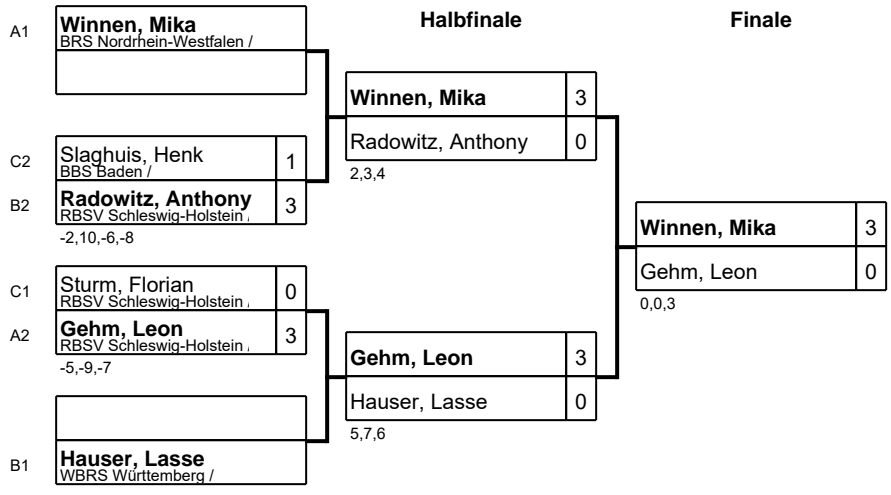 Halbfinale
Finale
A1
Winnen, Mika
BRS Nordrhein-Westfalen /
C2
Slaghuis, Henk
BBS Baden /
1
B2
Radowitz, Anthony
RBSV Schleswig-Holstein /
3
-2,10,-6,-8
C1
Sturm, Florian
RBSV Schleswig-Holstein /
0
A2
Gehm, Leon
RBSV Schleswig-Holstein /
3
-5,-9,-7
B1
Hauser, Lasse
WBRS Württemberg /
Winnen, Mika 3
Radowitz, Anthony 0
2,3,4
Gehm, Leon 3
Hauser, Lasse 0
5,7,6
Winnen, Mika 3
Gehm, Leon 0
0,0,3